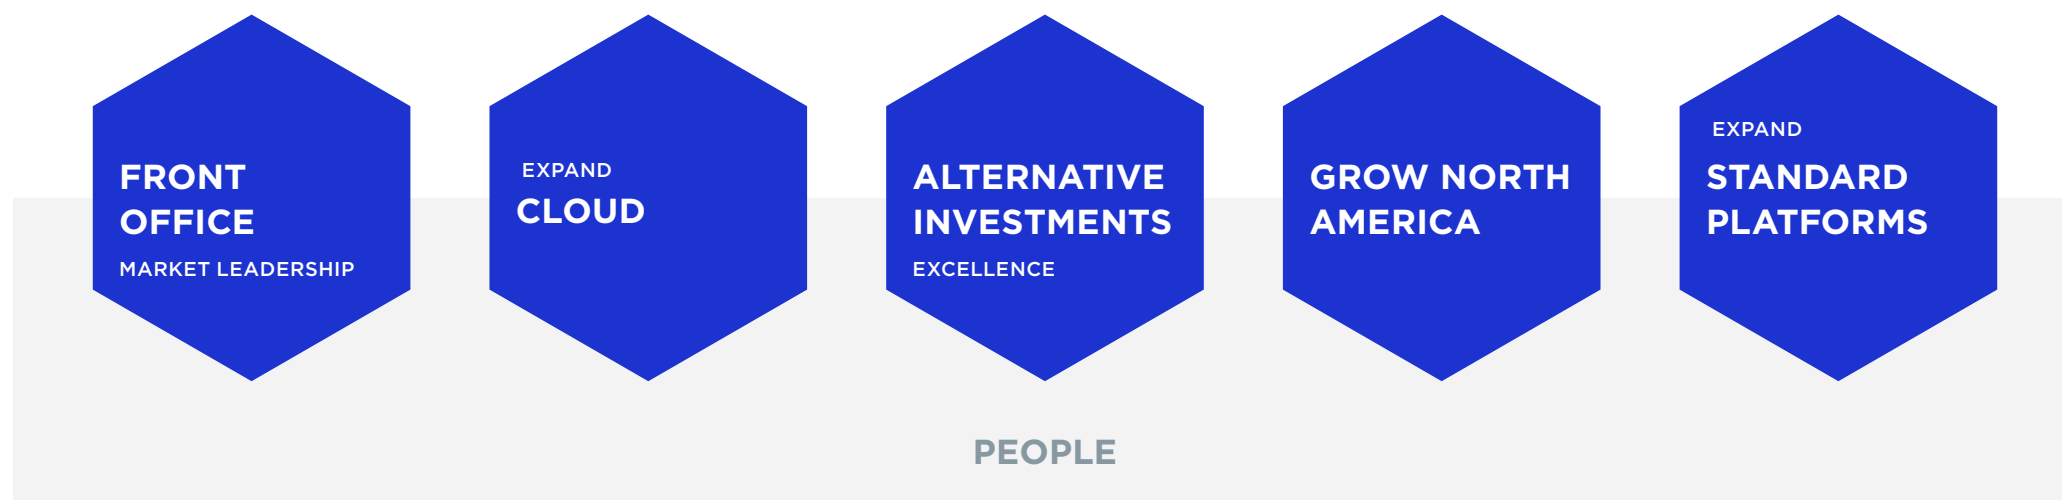 FRONT
OFFICE
MARKET LEADERSHIP
EXPAND
CLOUD
ALTERNATIVE
INVESTMENTS
EXCELLENCE
GROW NORTH
AMERICA
EXPAND
STANDARD
PLATFORMS
PEOPLE